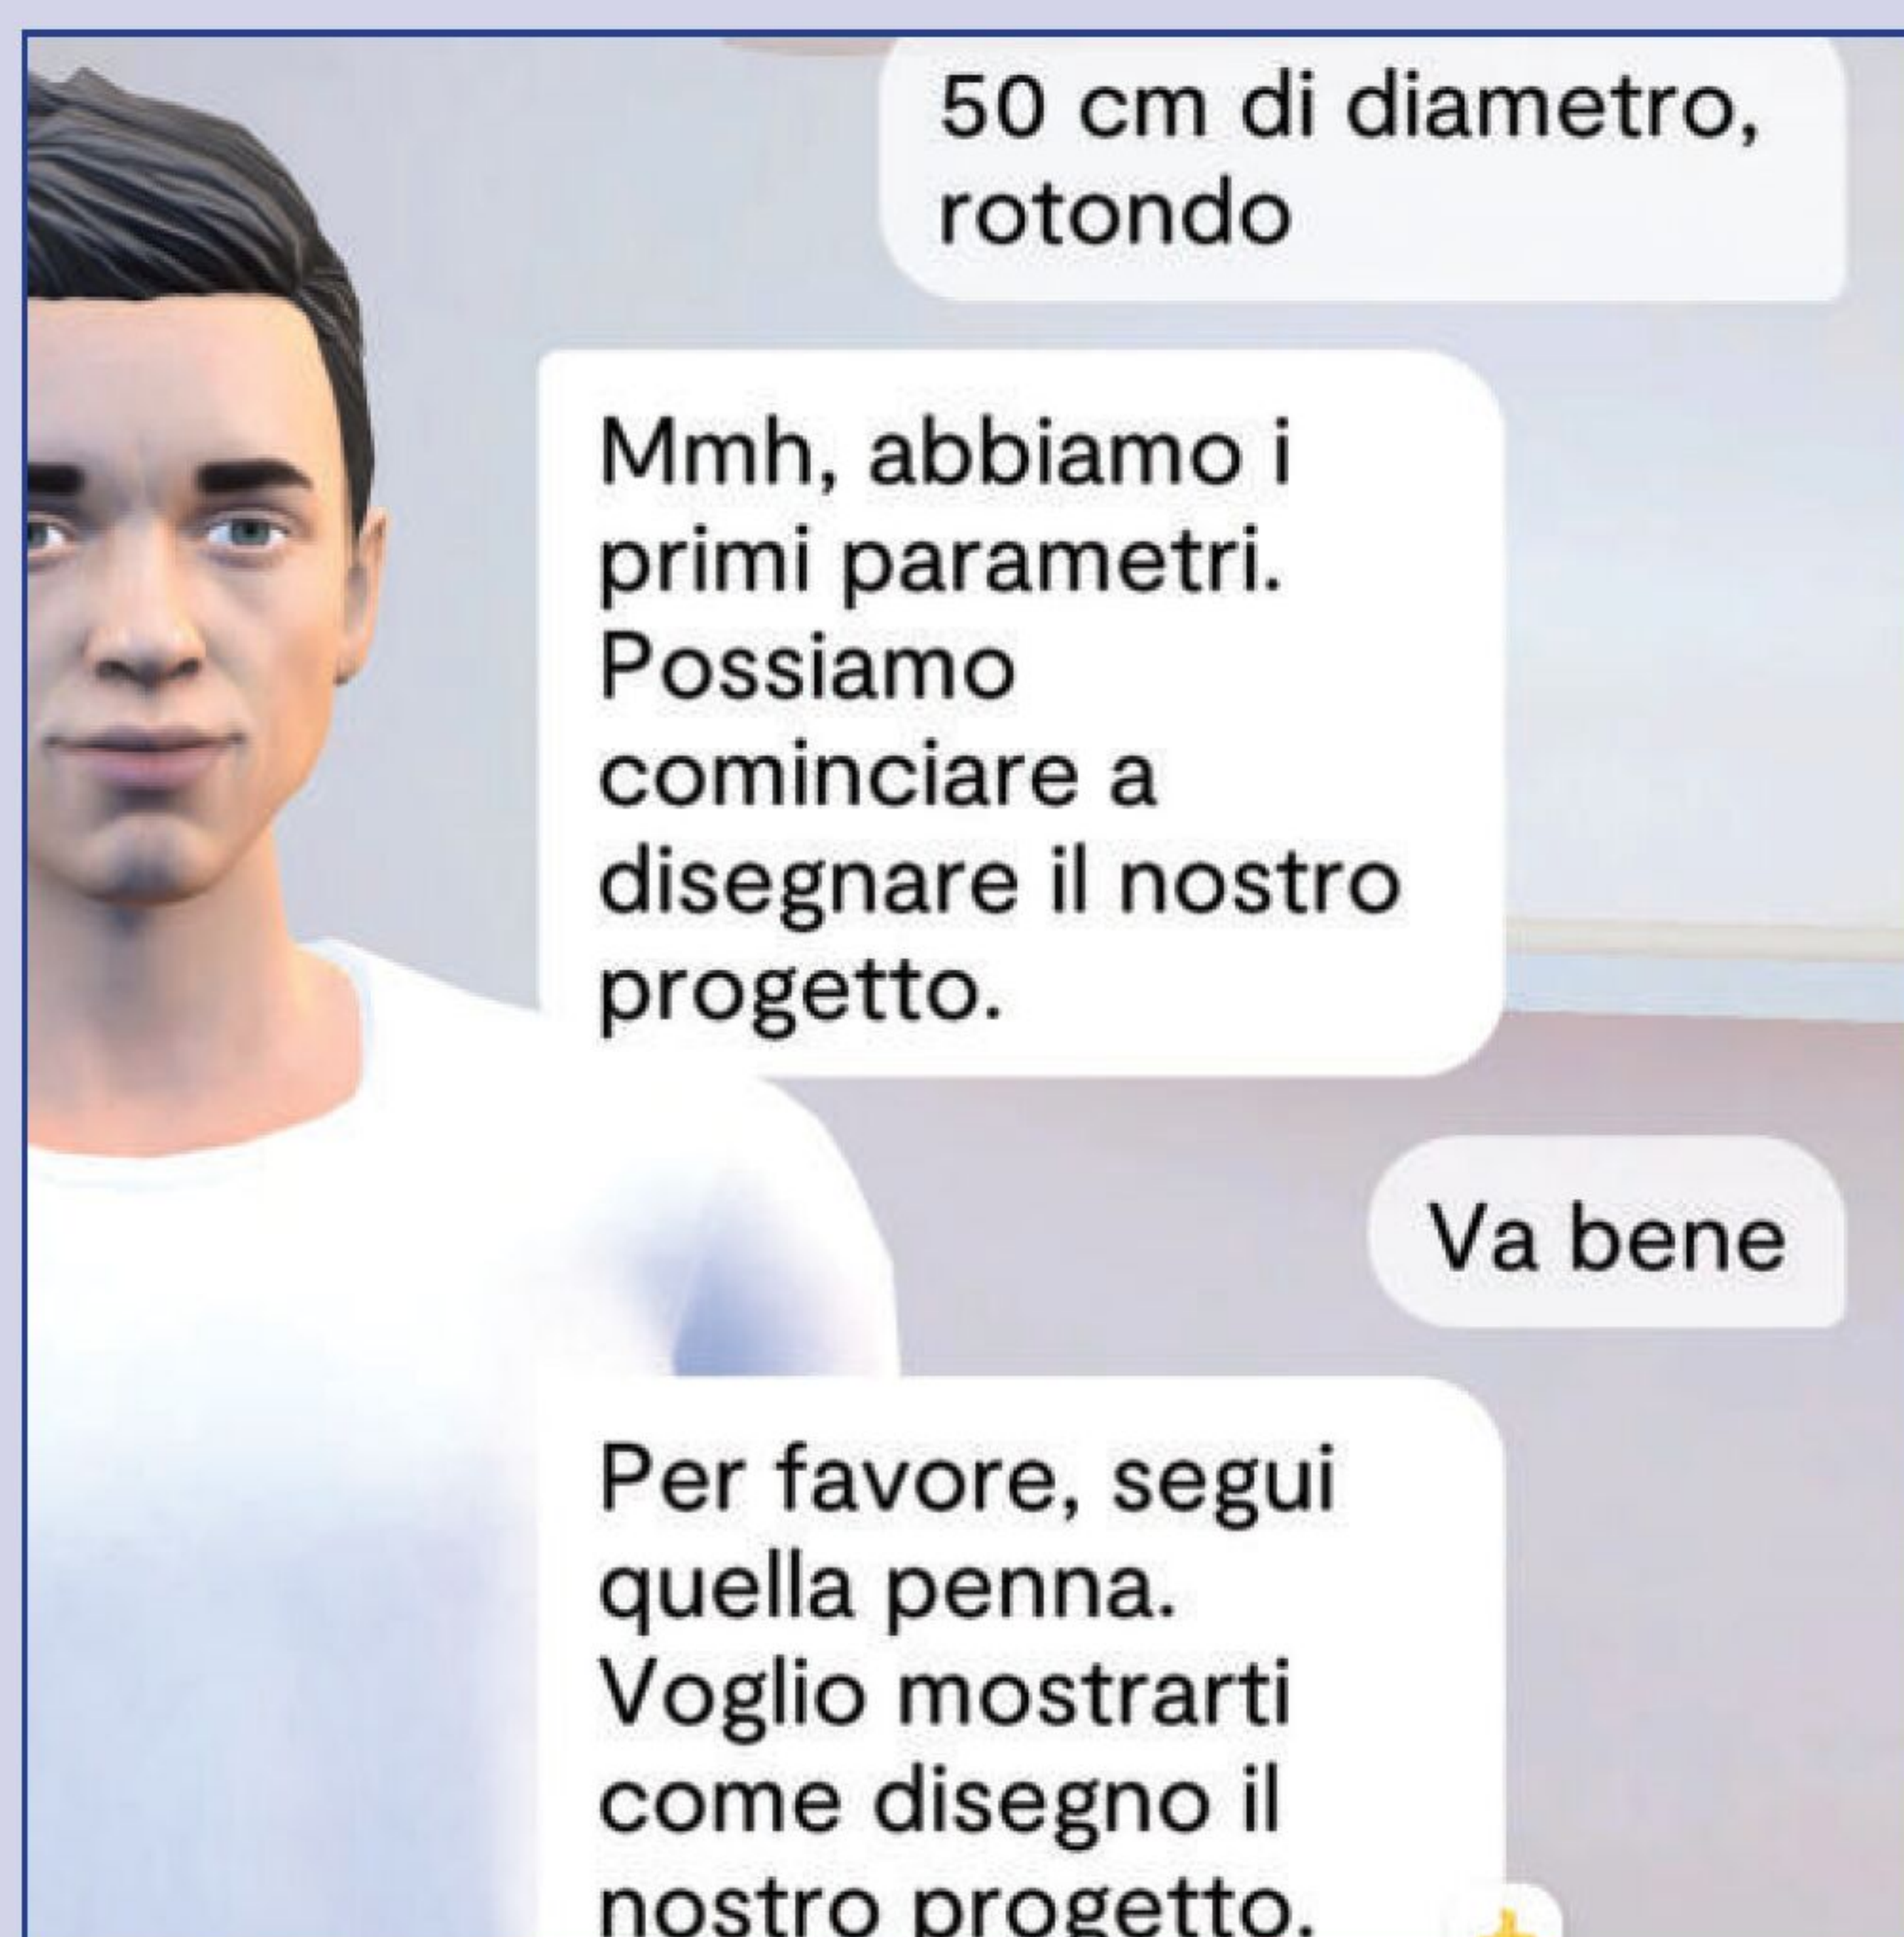 50 cm di diametro,
rotondo
Mmh, abbiamo i
primi parametri.
Possiamo
cominciare a
disegnare il nostro
progetto.
Va bene
Per favore, segui
quella penna.
Voglio mostrarti
come disegno il
nostro progetto.